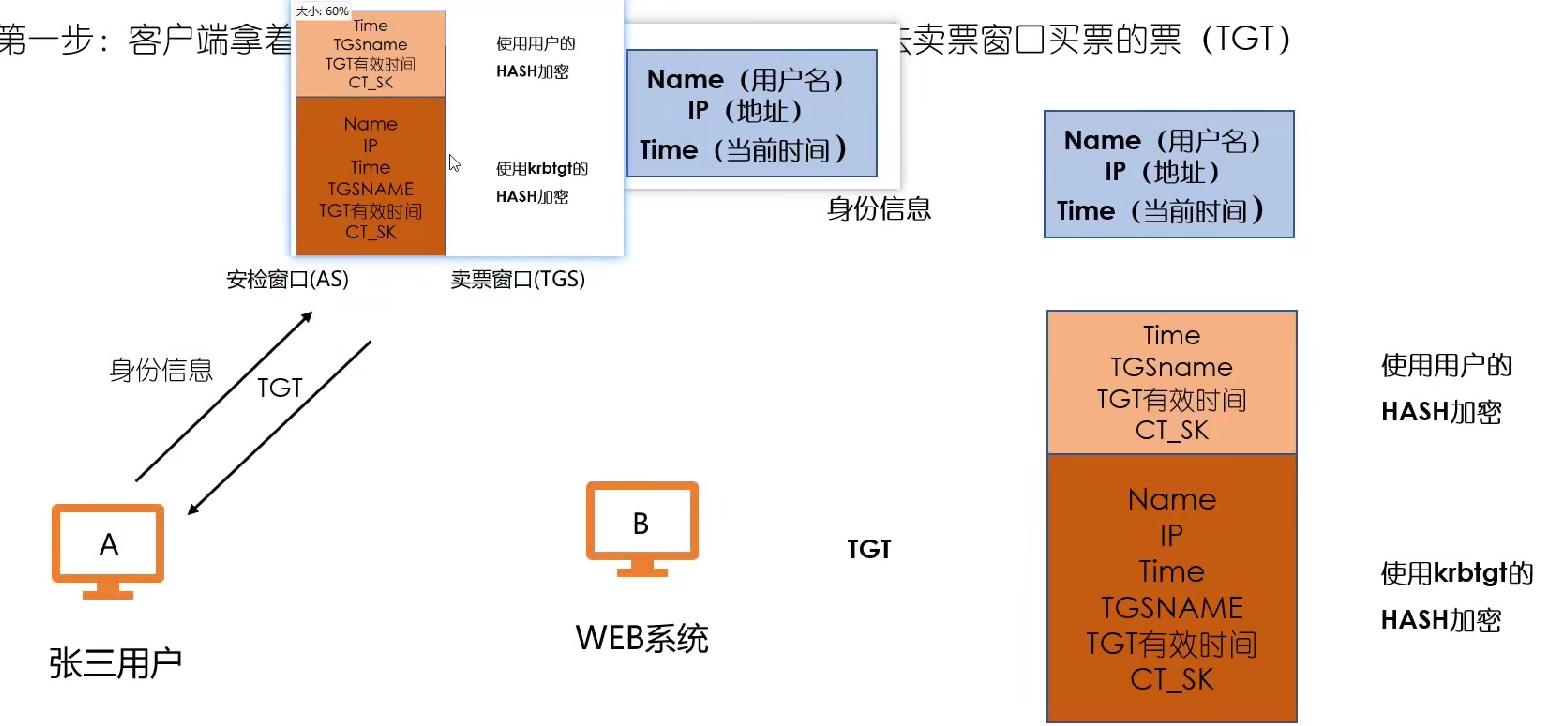 大小: 60%
第一步：客户端拿着
去卖票窗口买票的票（TGT）
Time
TGSname
TGT有效时间
CT_SK
使用用户的
HASH加密
Name
IP
Time
TGSNAME
TGT有效时间
CT_SK
使用krbtgt的
HASH加密
Name（用户名）
IP（地址）
Time（当前时间）
身份信息
Name（用户名）
IP（地址）
Time（当前时间）
安检窗口(AS)
卖票窗口(TGS)
身份信息
TGT
A
张三用户
B
WEB系统
TGT
Time
TGSname
TGT有效时间
CT_SK
使用用户的
HASH加密
Name
IP
Time
TGSNAME
TGT有效时间
CT_SK
使用krbtgt的
HASH加密